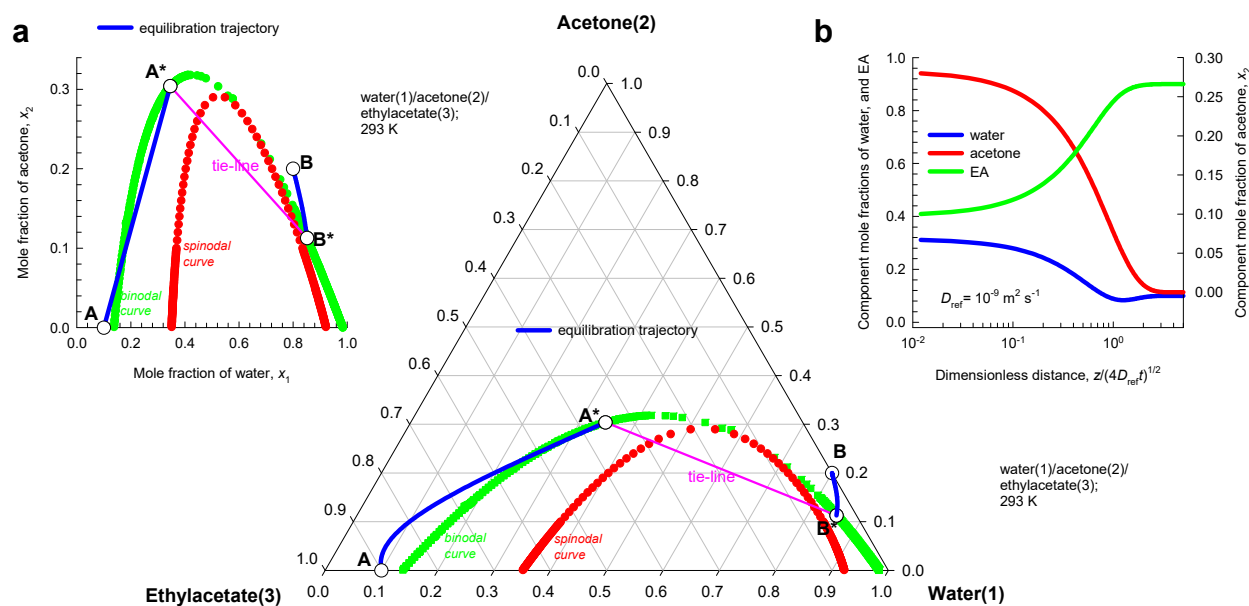 a
equilibration trajectory
Acetone(2)
b
A*
B
B*
A
tie-line
spinodal
curve
binodal
curve
Mole fraction of acetone, x2
0.3
0.2
0.1
0.0
0.0 0.2 0.4 0.6 0.8 1.0
Mole fraction of water, x1
water(1)/acetone(2)/
ethylacetate(3);
293 K
0.0
0.1
0.2
0.3
0.4
0.5
0.6
0.7
0.8
0.9
1.0
1.0
0.9
0.8
0.7
0.6
0.5
0.4
0.3
0.2
0.1
0.0
equilibration trajectory
A*
B
B*
A
tie-line
binodal
curve
spinodal
curve
0.0 0.1 0.2 0.3 0.4 0.5 0.6 0.7 0.8 0.9 1.0
Ethylacetate(3)
Water(1)
water(1)/acetone(2)/
ethylacetate(3);
293 K
Component mole fractions of water, and EA
1.0
0.8
0.6
0.4
0.2
0.0
water
acetone
EA
Dref= 10-9 m2 s-1
0.30
0.25
0.20
0.15
0.10
0.05
0.00
Component mole fraction of acetone, x2
10-2 10-1 100
Dimensionless distance, z/(4Dreft)1/2